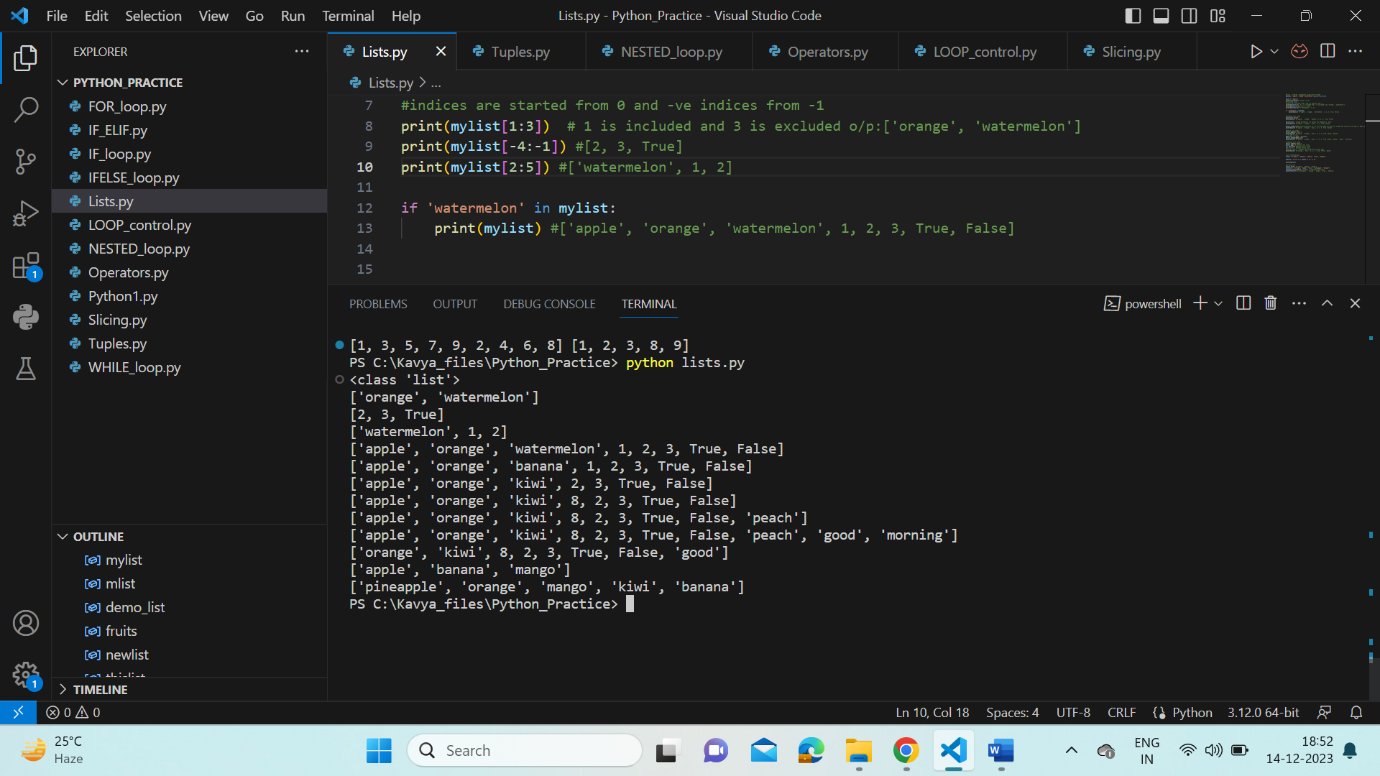 File Edit Selection View Go Run Terminal Help Lists.py - Python_Practice - Visual Studio Code
EXPLORER
PYTHON_PRACTICE
FOR_loop.py
IF_ELIF.py
IF_loop.py
IFELSE_loop.py
Lists.py
LOOP_control.py
NESTED_loop.py
Operators.py
Python1.py
Slicing.py
Tuples.py
WHILE_loop.py
OUTLINE
mylist
mlist
demo_list
fruits
newlist
thislist
TIMELINE
1
1
Lists.py Tuples.py NESTED_loop.py Operators.py LOOP_control.py Slicing.py
Lists.py > ...
7 #indices are started from 0 and -ve indices from -1
8 print(mylist[1:3])  # 1 is included and 3 is excluded o/p:['orange', 'watermelon']
9 print(mylist[-4:-1]) #[2, 3, True]
10 print(mylist[2:5]) #['watermelon', 1, 2]
11
12 if 'watermelon' in mylist:
13     print(mylist) #['apple', 'orange', 'watermelon', 1, 2, 3, True, False]
14
15
PROBLEMS OUTPUT DEBUG CONSOLE TERMINAL powershell
[1, 3, 5, 7, 9, 2, 4, 6, 8] [1, 2, 3, 8, 9]
PS C:\Kavya_files\Python_Practice> python lists.py
<class 'list'>
['orange', 'watermelon']
[2, 3, True]
['watermelon', 1, 2]
['apple', 'orange', 'watermelon', 1, 2, 3, True, False]
['apple', 'orange', 'banana', 1, 2, 3, True, False]
['apple', 'orange', 'kiwi', 2, 3, True, False]
['apple', 'orange', 'kiwi', 8, 2, 3, True, False]
['apple', 'orange', 'kiwi', 8, 2, 3, True, False, 'peach']
['apple', 'orange', 'kiwi', 8, 2, 3, True, False, 'peach', 'good', 'morning']
['orange', 'kiwi', 8, 2, 3, True, False, 'good']
['apple', 'banana', 'mango']
['pineapple', 'orange', 'mango', 'kiwi', 'banana']
PS C:\Kavya_files\Python_Practice>
0 0 Ln 10, Col 18 Spaces: 4 UTF-8 CRLF Python 3.12.0 64-bit
25°C
Haze
Search
ENG
IN
18:52
14-12-2023